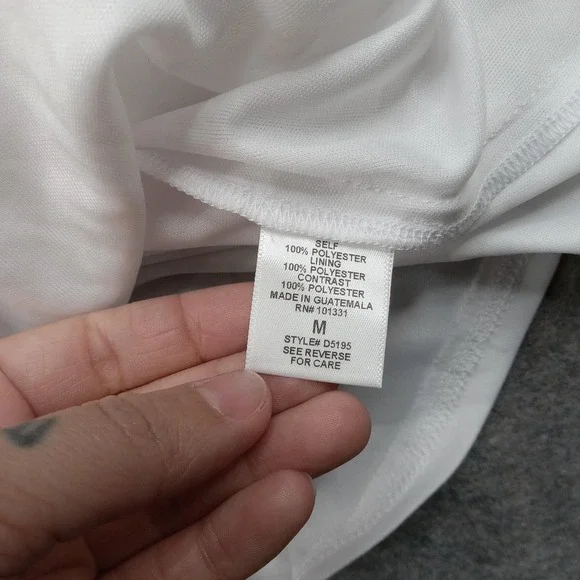 SELF
100% POLYESTER
LINING
100% POLYESTER
CONTRAST
100% POLYESTER
MADE IN GUATEMALA
RN# 101331
M
STYLE# D5195
SEE REVERSE
FOR CARE